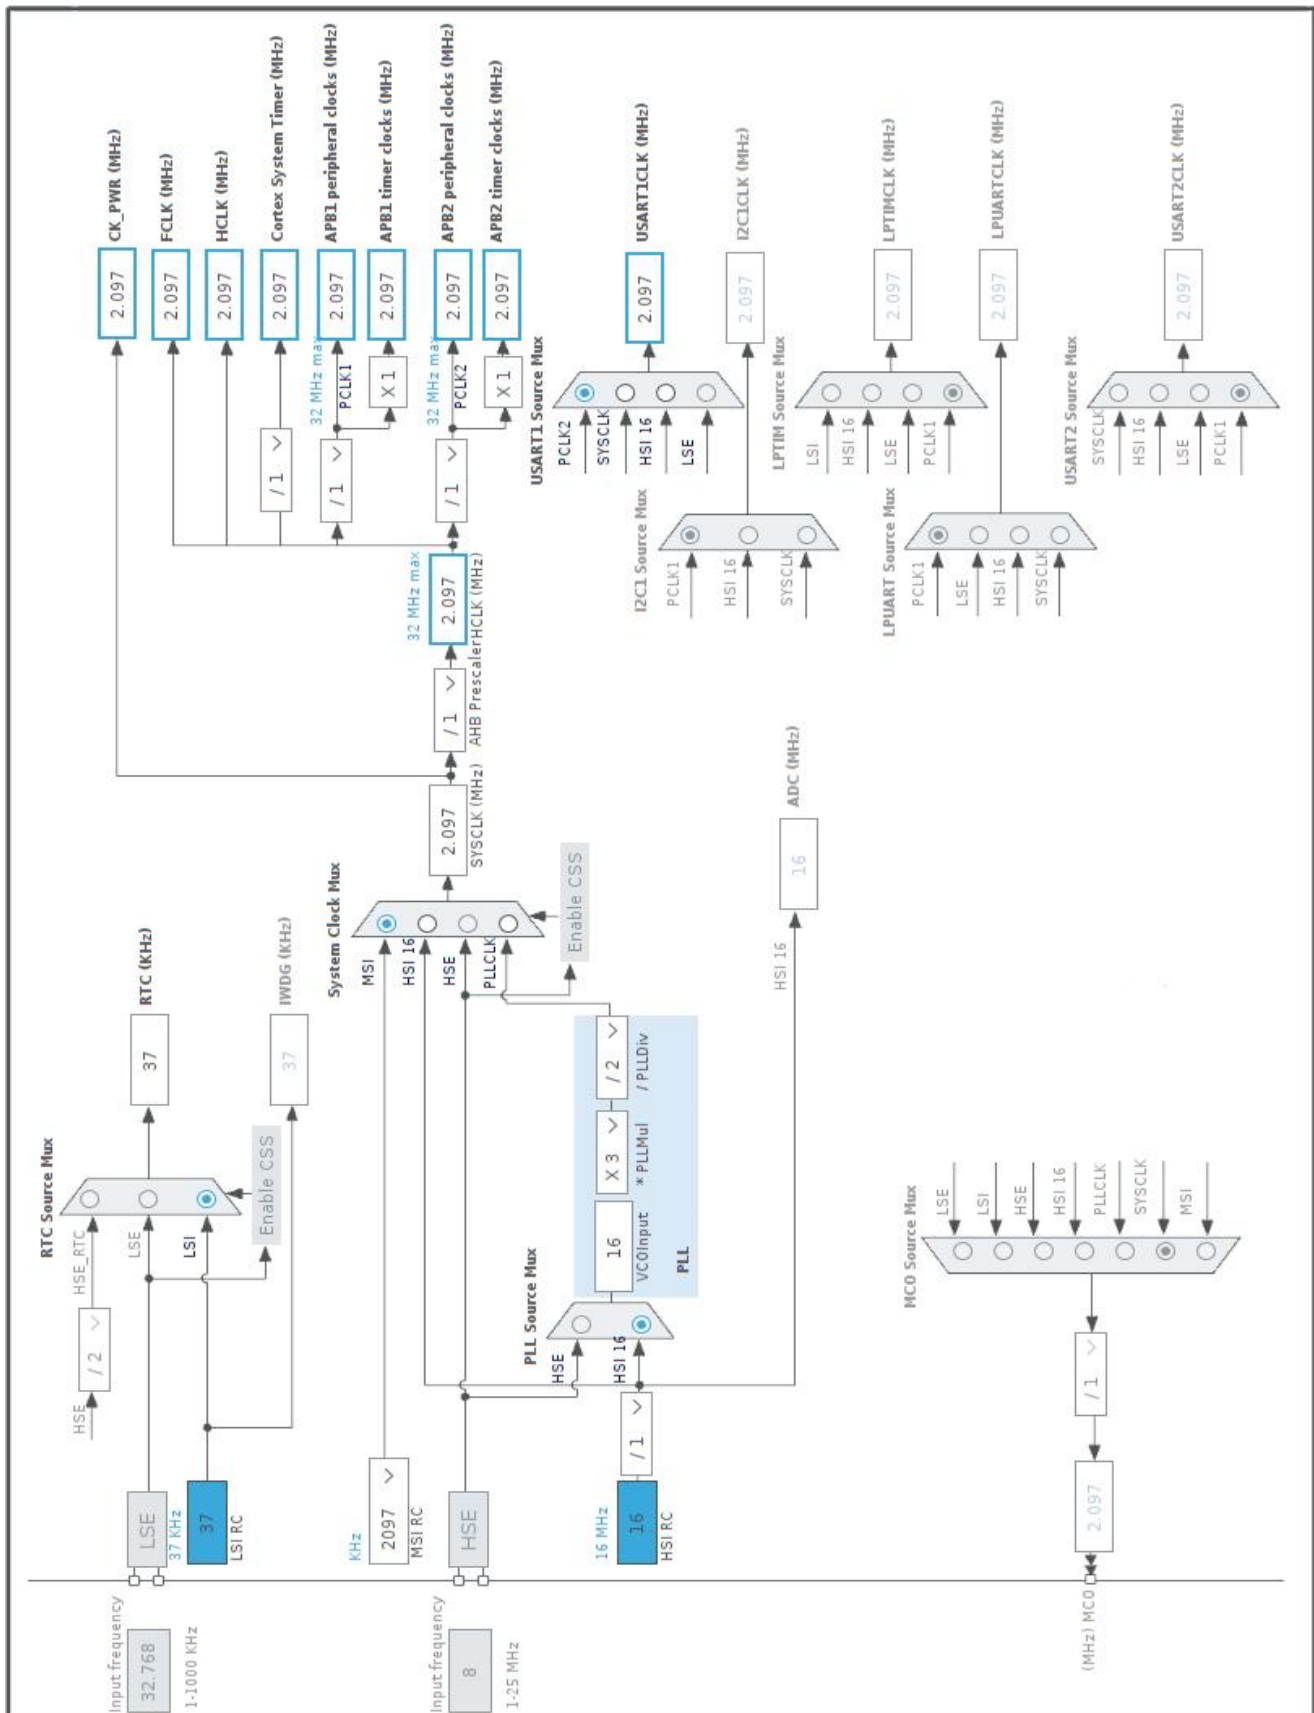 Input frequency
32.768
1-1000 KHz
LSE
37 KHz
37
LSI RC
HSE
/ 2
HSE_RTC
LSE
LSI
RTC Source Mux
Enable CSS
37
RTC (KHz)
37
IWDG (KHz)
Input frequency
8
1-25 MHz
KHz
2097
MSI RC
HSE
16 MHz
16
HSI RC
/ 1
PLL Source Mux
HSE
HSI 16
16
VCOInput
X 3
* PLLMul
/ 2
/ PLLDiv
PLL
System Clock Mux
MSI
HSI 16
HSE
PLLCLK
Enable CSS
2.097
SYSCLK (MHz)
/ 1
AHB Prescaler
32 MHz max
2.097
HCLK (MHz)
HSI 16
16
ADC (MHz)
2.097
CK_PWR (MHz)
2.097
FCLK (MHz)
2.097
HCLK (MHz)
/ 1
2.097
Cortex System Timer (MHz)
/ 1
32 MHz max
PCLK1
2.097
APB1 peripheral clocks (MHz)
X 1
2.097
APB1 timer clocks (MHz)
/ 1
32 MHz max
PCLK2
2.097
APB2 peripheral clocks (MHz)
X 1
2.097
APB2 timer clocks (MHz)
USART1 Source Mux
PCLK2
SYSCLK
HSI 16
LSE
2.097
USART1CLK (MHz)
I2C1 Source Mux
PCLK1
HSI 16
SYSCLK
2.097
I2C1CLK (MHz)
LPTIM Source Mux
LSI
HSI 16
LSE
PCLK1
2.097
LPTIMCLK (MHz)
LPUART Source Mux
PCLK1
LSE
HSI 16
SYSCLK
2.097
LPUARTCLK (MHz)
USART2 Source Mux
SYSCLK
HSI 16
LSE
PCLK1
2.097
USART2CLK (MHz)
MCO Source Mux
LSE
LSI
HSE
HSI 16
PLLCLK
SYSCLK
MSI
/ 1
2.097
(MHz) MCO